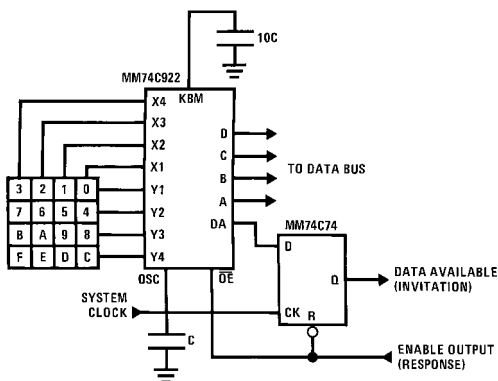 10C
MM74C922
KBM
X4
X3
X2
X1
Y1
Y2
Y3
Y4
D
C
B
A
DA
TO DATA BUS
3 2 1 0
7 6 5 4
B A 9 8
F E D C
OSC
OE
MM74C74
D
Q
CK
R
DATA AVAILABLE
(INVITATION)
SYSTEM
CLOCK
C
ENABLE OUTPUT
(RESPONSE)